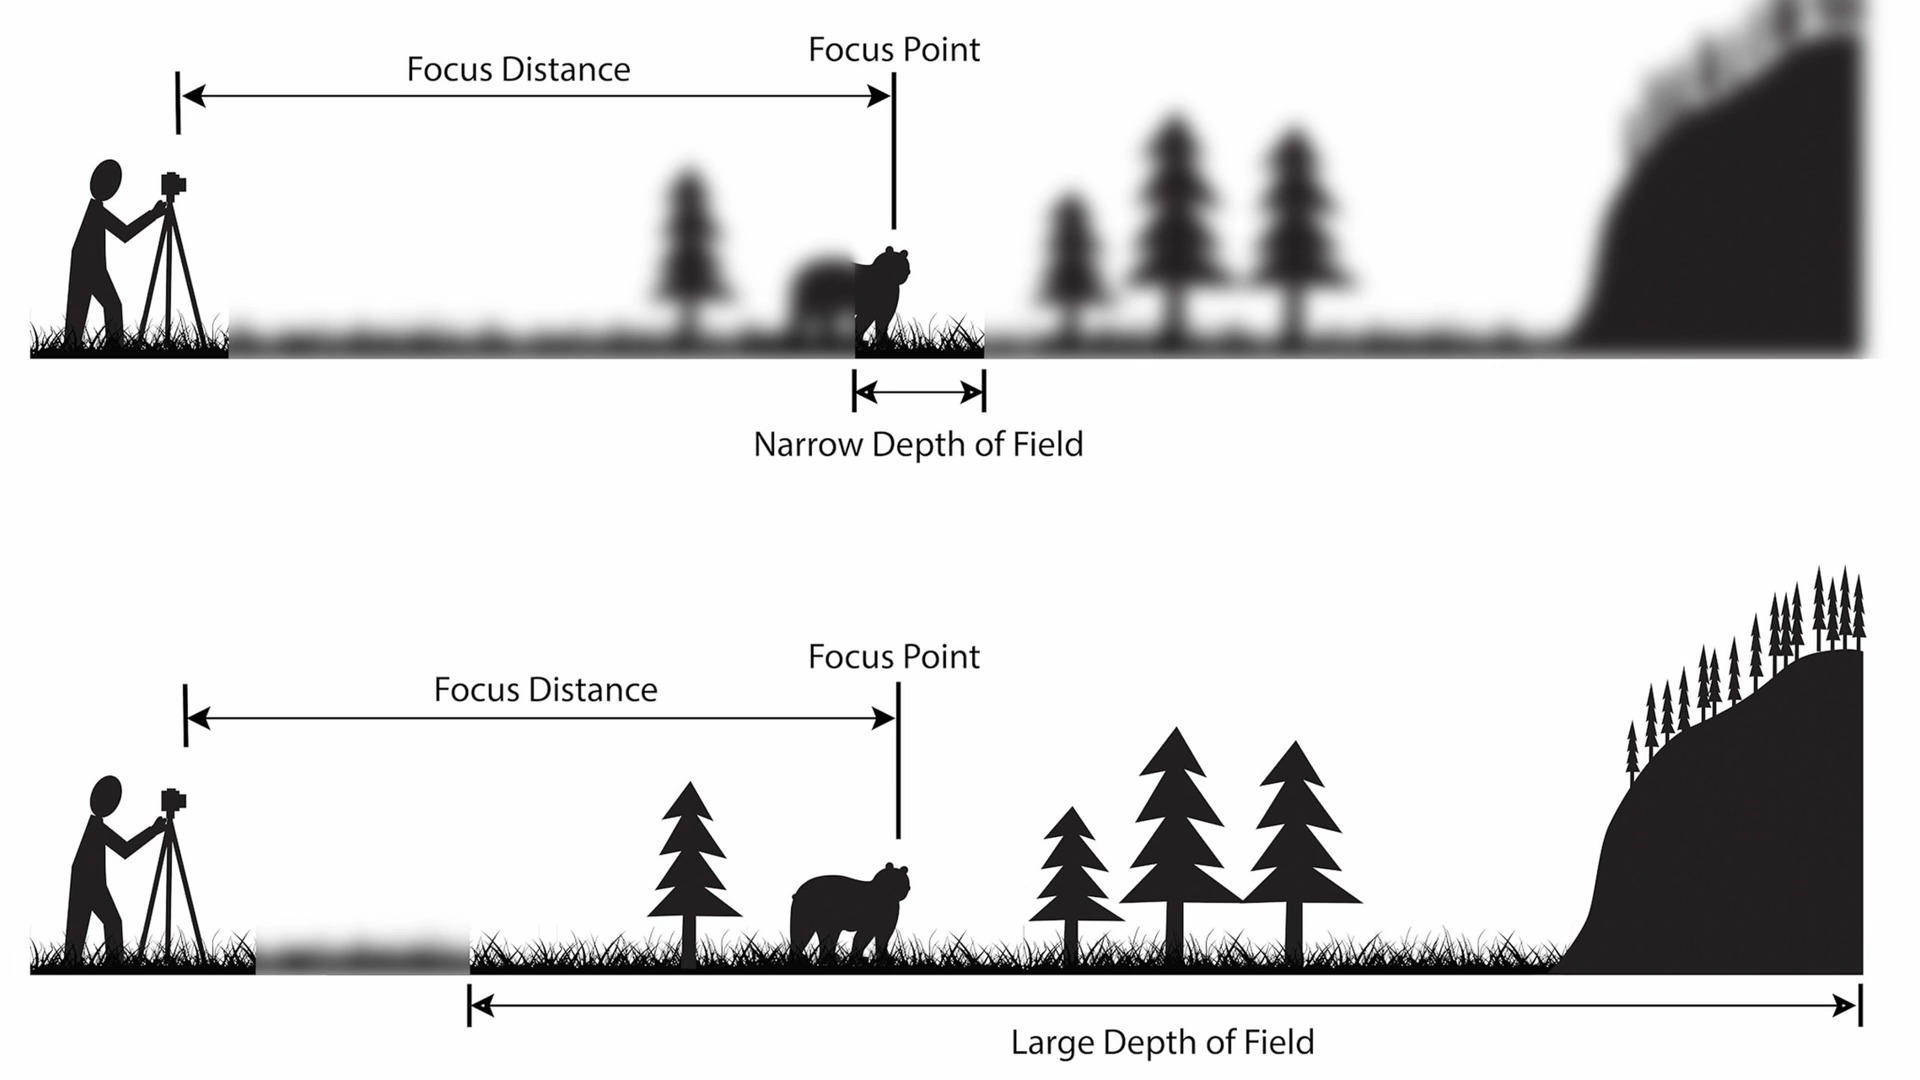 Focus Point
Focus Distance
Narrow Depth of Field
Focus Point
Focus Distance
Large Depth of Field